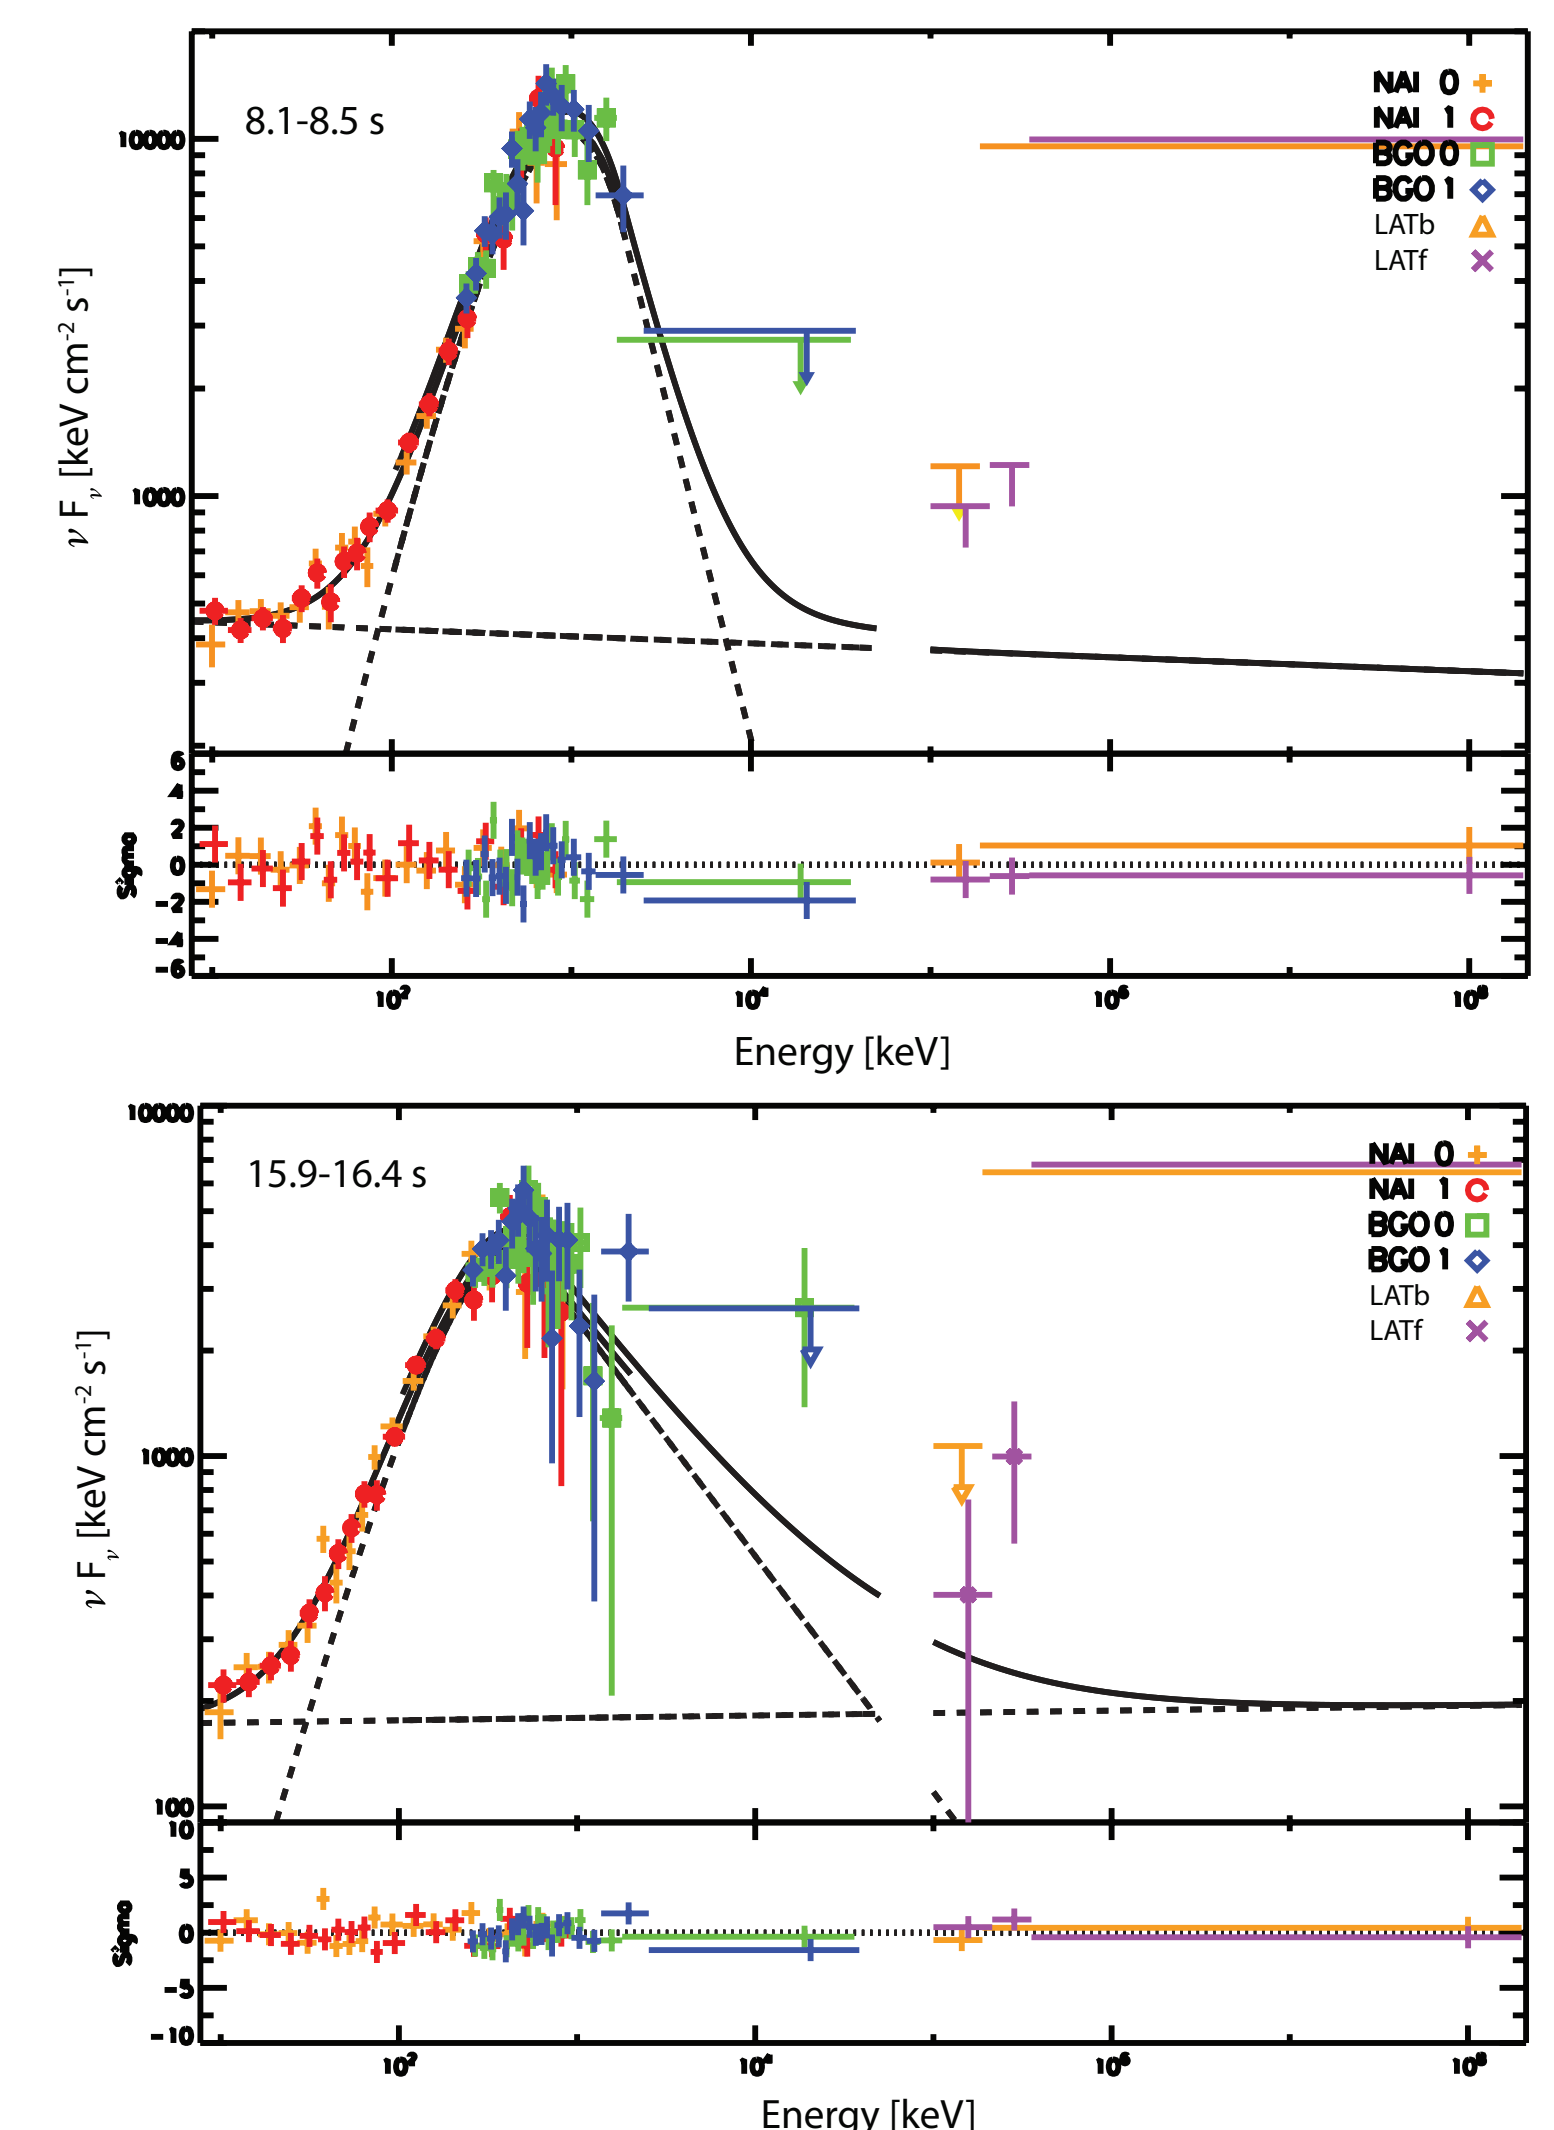 8.1-8.5 s
NAI 0
NAI 1
BGO 0
BGO 1
LATb
LATf
10000
1000
ν Fν [keV cm-2 s-1]
6
4
2
0
-2
-4
-6
Sigma
10² 10⁴ 10⁶ 10⁸
Energy [keV]
10000
15.9-16.4 s
NAI 0
NAI 1
BGO 0
BGO 1
LATb
LATf
1000
100
ν Fν [keV cm-2 s-1]
10
5
0
-5
-10
Sigma
10² 10⁴ 10⁶ 10⁸
Energy [keV]